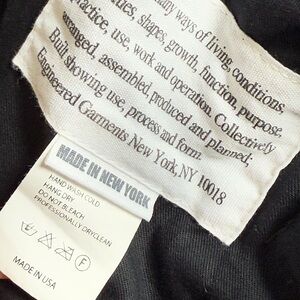 many ways of living conditions,
shapes, growth, function, purpose,
practice, use, work and operation. Collectively
arranged, assembled, produced and planned;
Built showing use, process and form.
Engineered Garments New York, NY 10018
MADE IN NEW YORK
HAND WASH COLD.
HANG DRY
DO NOT BLEACH
PROFESSIONALLY DRYCLEAN
F
MADE IN USA